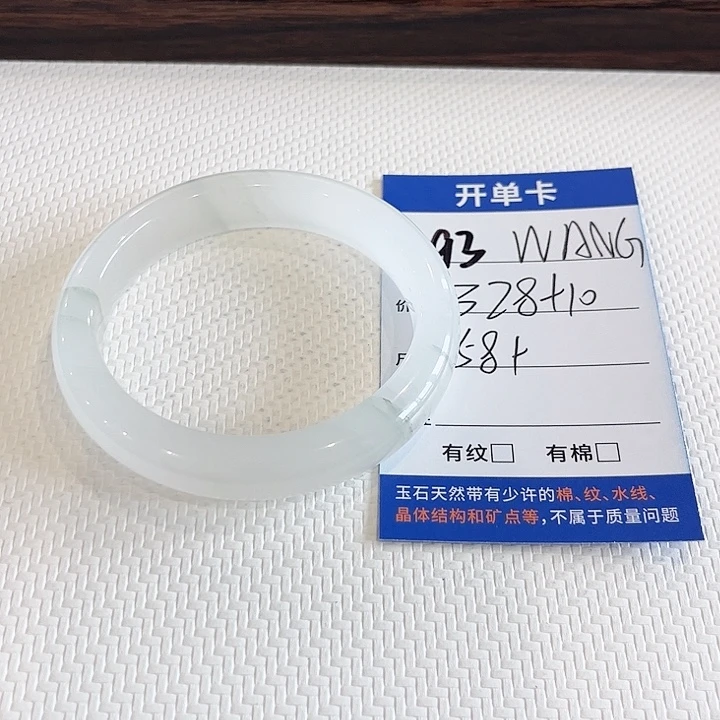 开单卡
93 WANG
价 328+10
58+
有纹□ 有棉□
玉石天然带有少许的棉、纹、水线、
晶体结构和矿点等，不属于质量问题